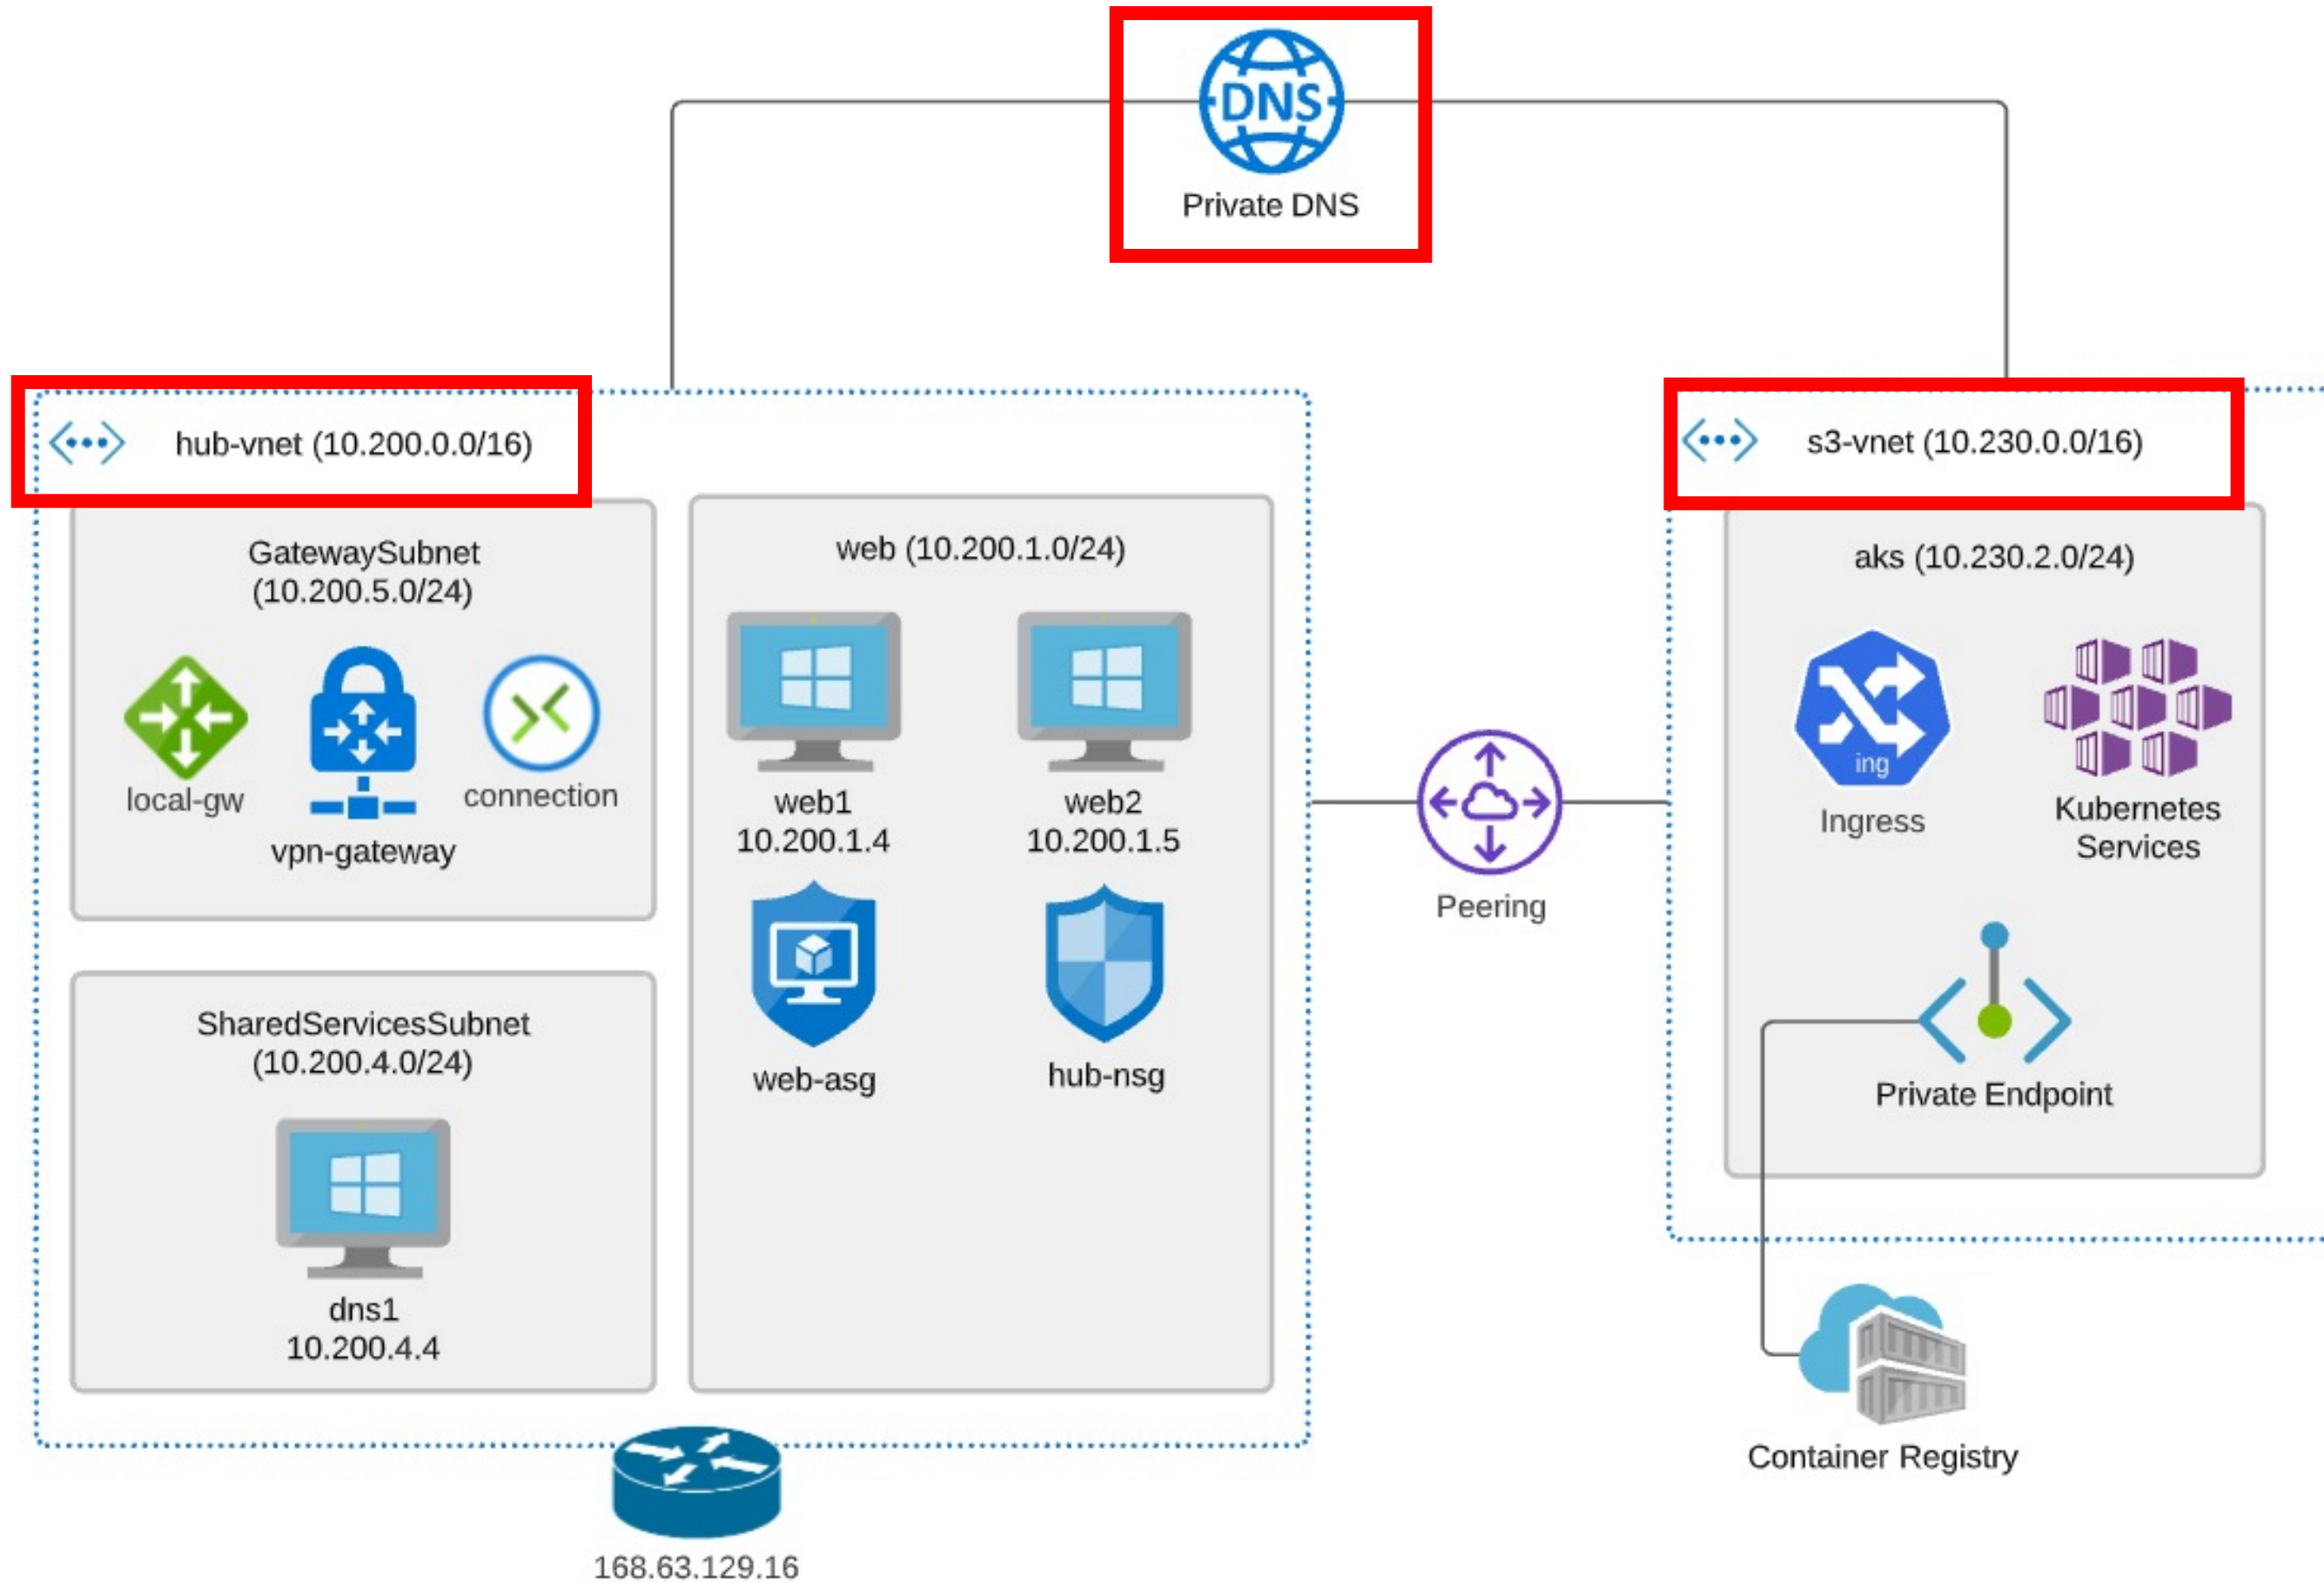 DNS
Private DNS
hub-vnet (10.200.0.0/16)
s3-vnet (10.230.0.0/16)
GatewaySubnet
(10.200.5.0/24)
local-gw
vpn-gateway
connection
web (10.200.1.0/24)
web1
10.200.1.4
web2
10.200.1.5
web-asg
hub-nsg
SharedServicesSubnet
(10.200.4.0/24)
dns1
10.200.4.4
168.63.129.16
Peering
aks (10.230.2.0/24)
ing
Ingress
Kubernetes
Services
Private Endpoint
Container Registry